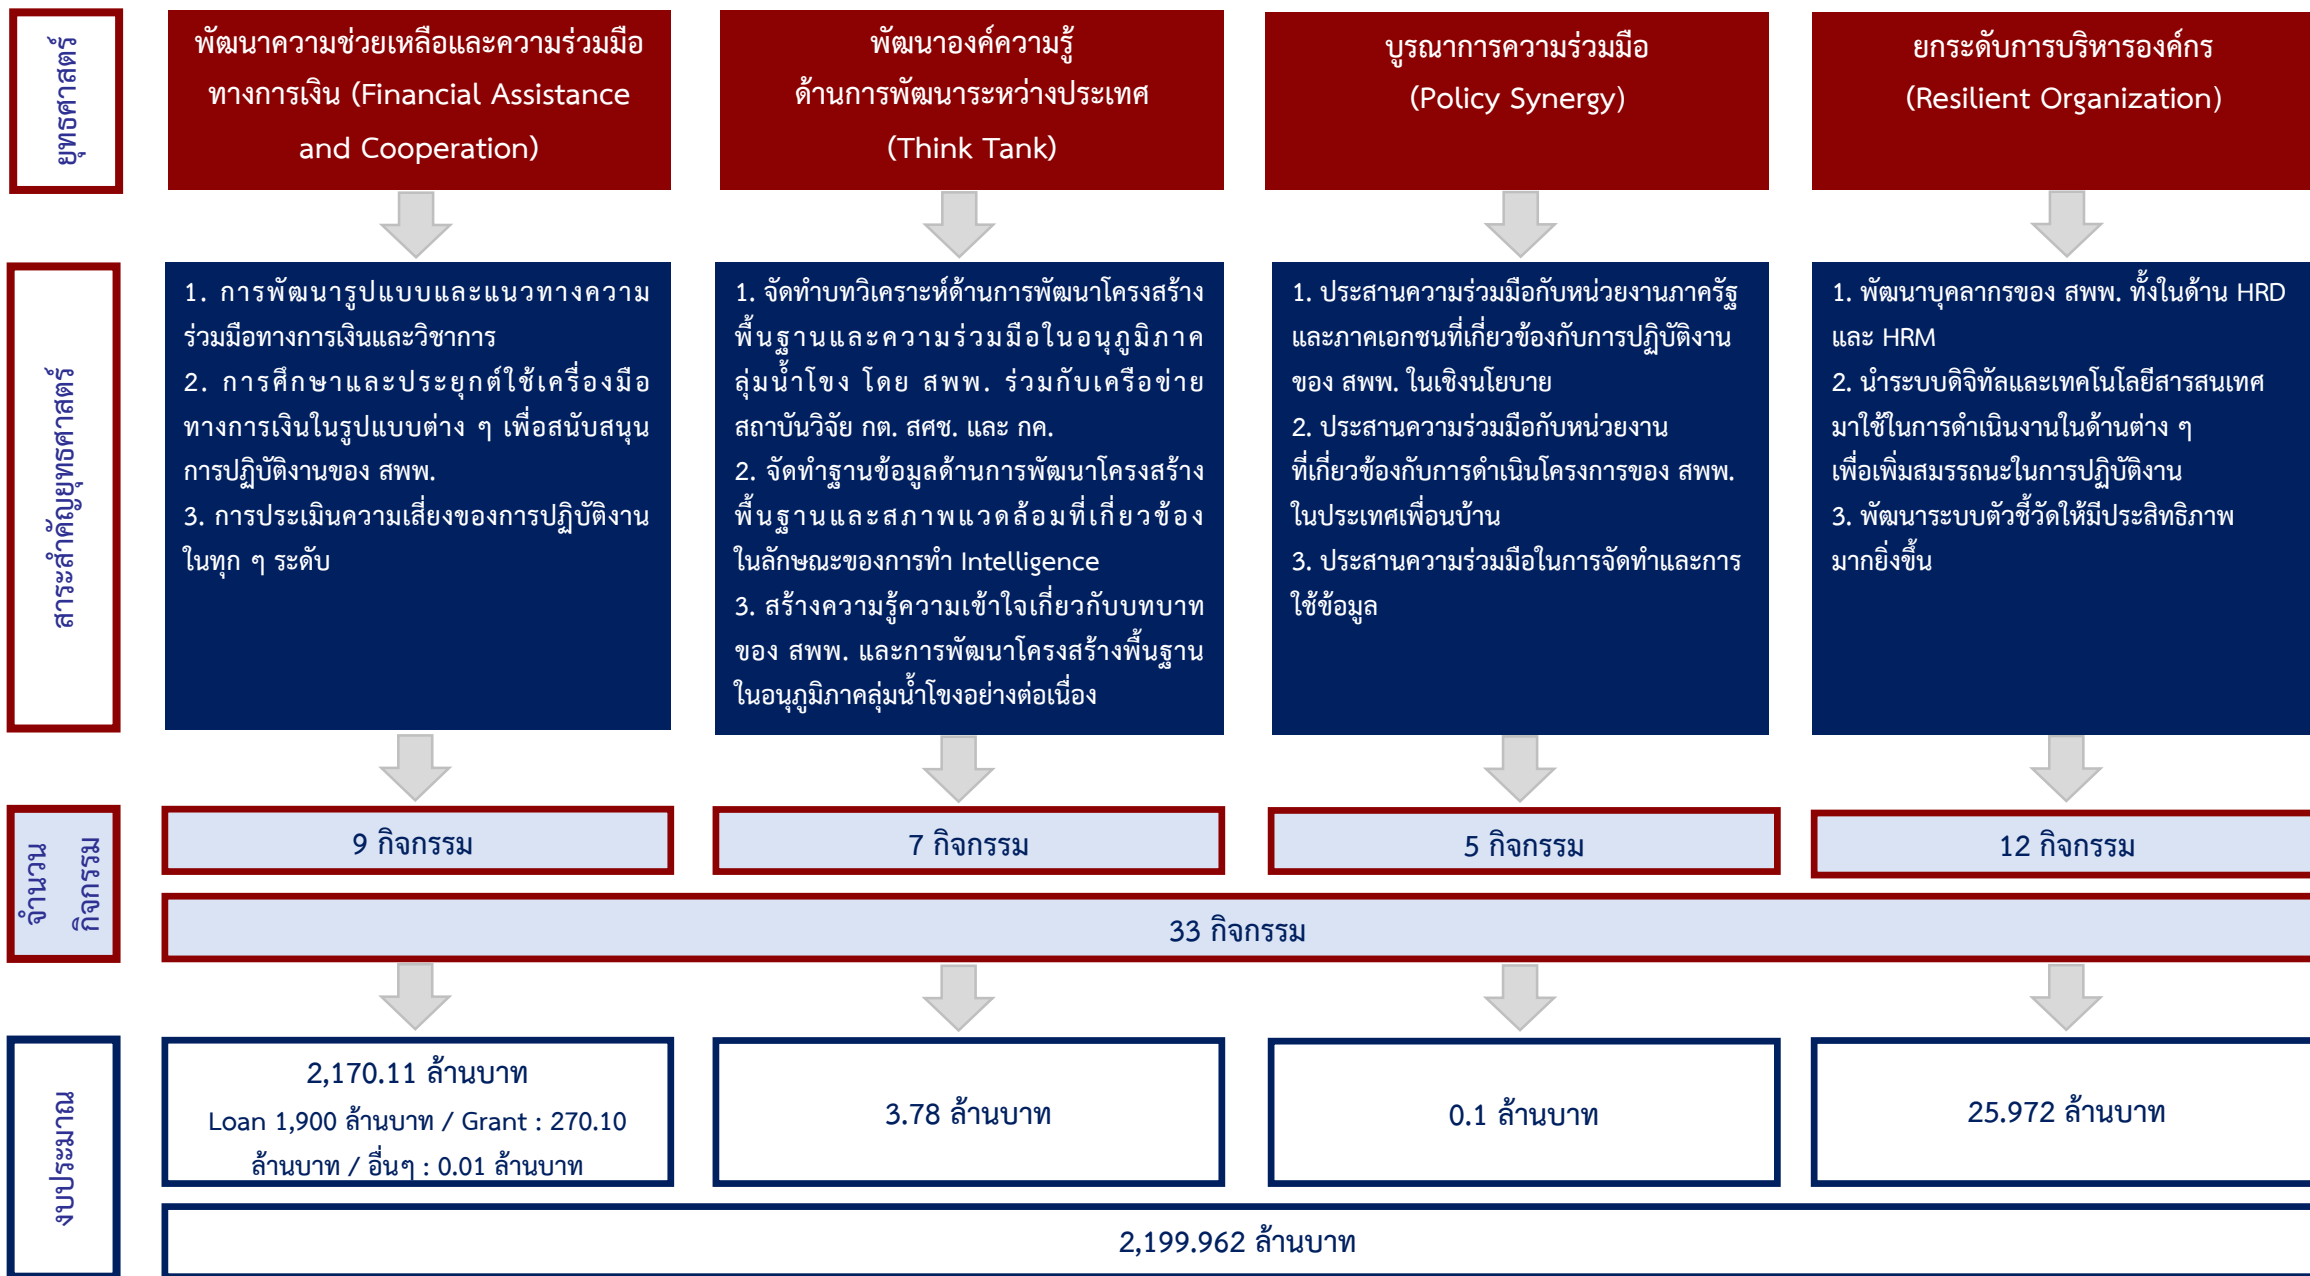 ยุทธศาสตร์
พัฒนาความช่วยเหลือและความร่วมมือ
ทางการเงิน (Financial Assistance
and Cooperation)
พัฒนาองค์ความรู้
ด้านการพัฒนาระหว่างประเทศ
(Think Tank)
บูรณาการความร่วมมือ
(Policy Synergy)
ยกระดับการบริหารองค์กร
(Resilient Organization)
สาระสำคัญยุทธศาสตร์
1. การพัฒนารูปแบบและแนวทางความ
ร่วมมือทางการเงินและวิชาการ
2. การศึกษาและประยุกต์ใช้เครื่องมือ
ทางการเงินในรูปแบบต่าง ๆ เพื่อสนับสนุน
การปฏิบัติงานของ สพพ.
3. การประเมินความเสี่ยงของการปฏิบัติงาน
ในทุก ๆ ระดับ
1. จัดทำบทวิเคราะห์ด้านการพัฒนาโครงสร้าง
พื้นฐานและความร่วมมือในอนุภูมิภาค
ลุ่มน้ำโขง โดย สพพ. ร่วมกับเครือข่าย
สถาบันวิจัย กต. สศช. และ กค.
2. จัดทำฐานข้อมูลด้านการพัฒนาโครงสร้าง
พื้นฐานและสภาพแวดล้อมที่เกี่ยวข้อง
ในลักษณะของการทำ Intelligence
3. สร้างความรู้ความเข้าใจเกี่ยวกับบทบาท
ของ สพพ. และการพัฒนาโครงสร้างพื้นฐาน
ในอนุภูมิภาคลุ่มน้ำโขงอย่างต่อเนื่อง
1. ประสานความร่วมมือกับหน่วยงานภาครัฐ
และภาคเอกชนที่เกี่ยวข้องกับการปฏิบัติงาน
ของ สพพ. ในเชิงนโยบาย
2. ประสานความร่วมมือกับหน่วยงาน
ที่เกี่ยวข้องกับการดำเนินโครงการของ สพพ.
ในประเทศเพื่อนบ้าน
3. ประสานความร่วมมือในการจัดทำและการ
ใช้ข้อมูล
1. พัฒนาบุคลากรของ สพพ. ทั้งในด้าน HRD
และ HRM
2. นำระบบดิจิทัลและเทคโนโลยีสารสนเทศ
มาใช้ในการดำเนินงานในด้านต่าง ๆ
เพื่อเพิ่มสมรรถนะในการปฏิบัติงาน
3. พัฒนาระบบตัวชี้วัดให้มีประสิทธิภาพ
มากยิ่งขึ้น
จำนวน
กิจกรรม
9 กิจกรรม
7 กิจกรรม
5 กิจกรรม
12 กิจกรรม
33 กิจกรรม
งบประมาณ
2,170.11 ล้านบาท
Loan 1,900 ล้านบาท / Grant : 270.10
ล้านบาท / อื่นๆ : 0.01 ล้านบาท
3.78 ล้านบาท
0.1 ล้านบาท
25.972 ล้านบาท
2,199.962 ล้านบาท